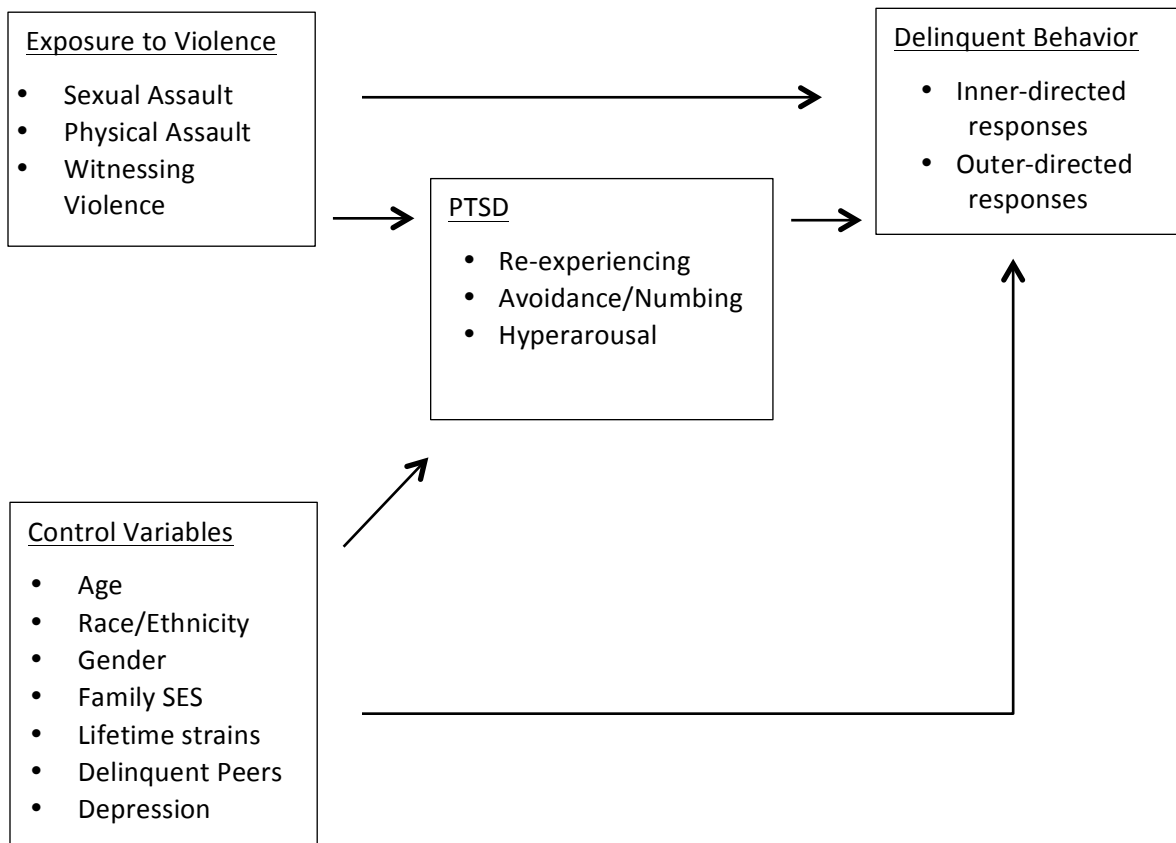 Exposure to Violence
• Sexual Assault
• Physical Assault
• Witnessing
Violence
Delinquent Behavior
• Inner-directed
responses
• Outer-directed
responses
PTSD
• Re-experiencing
• Avoidance/Numbing
• Hyperarousal
Control Variables
• Age
• Race/Ethnicity
• Gender
• Family SES
• Lifetime strains
• Delinquent Peers
• Depression